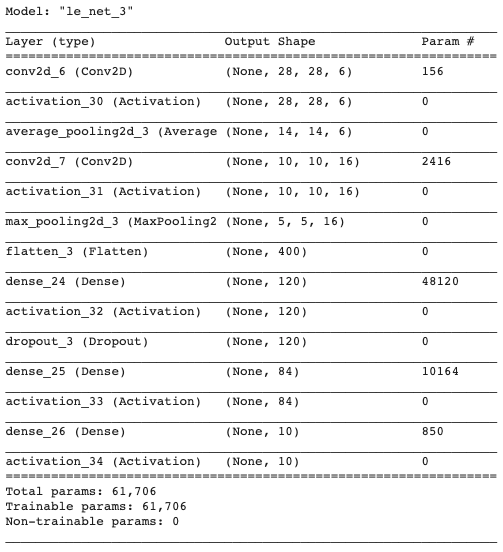 Model: "le_net_3"
Layer (type) Output Shape Param #
conv2d_6 (Conv2D) (None, 28, 28, 6) 156
activation_30 (Activation) (None, 28, 28, 6) 0
average_pooling2d_3 (Average (None, 14, 14, 6) 0
conv2d_7 (Conv2D) (None, 10, 10, 16) 2416
activation_31 (Activation) (None, 10, 10, 16) 0
max_pooling2d_3 (MaxPooling2 (None, 5, 5, 16) 0
flatten_3 (Flatten) (None, 400) 0
dense_24 (Dense) (None, 120) 48120
activation_32 (Activation) (None, 120) 0
dropout_3 (Dropout) (None, 120) 0
dense_25 (Dense) (None, 84) 10164
activation_33 (Activation) (None, 84) 0
dense_26 (Dense) (None, 10) 850
activation_34 (Activation) (None, 10) 0
Total params: 61,706
Trainable params: 61,706
Non-trainable params: 0